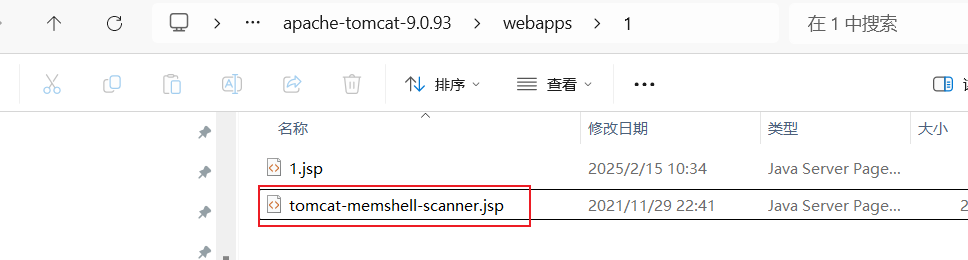 … apache-tomcat-9.0.93 > webapps > 1 在 1 中搜索
排序 查看 …
名称 修改日期 类型 大小
1.jsp 2025/2/15 10:34 Java Server Page...
tomcat-memshell-scanner.jsp 2021/11/29 22:41 Java Server Page... 2